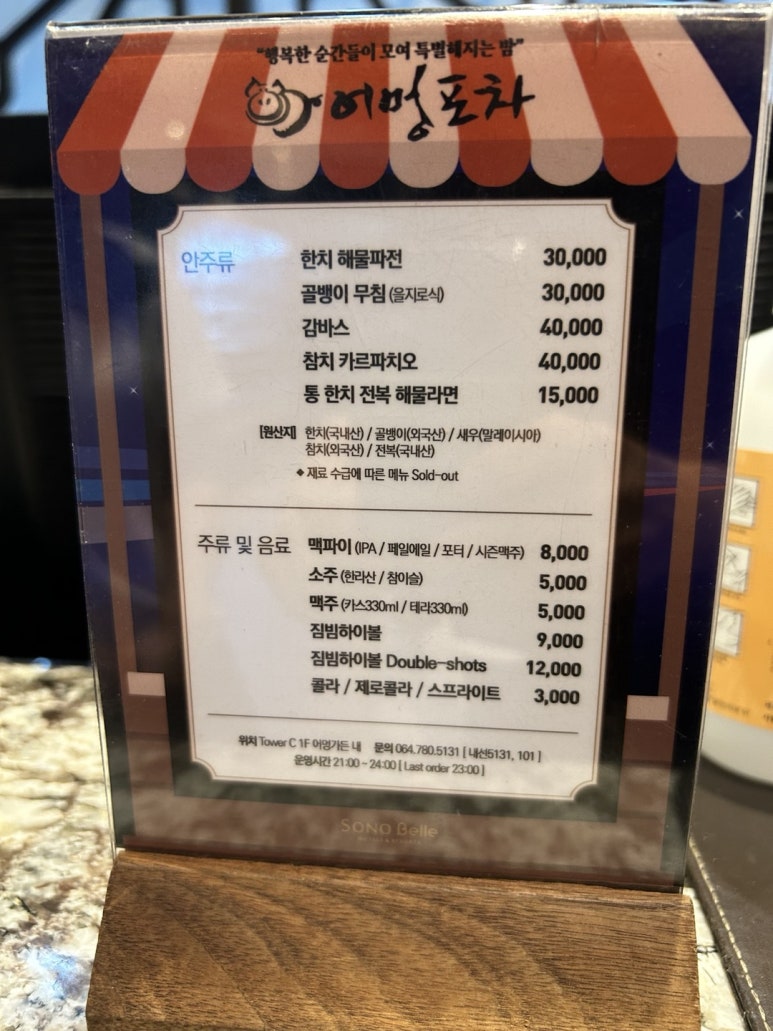 “행복한 순간들이 모여 특별해지는 밤”
어멍포차
안주류 한치 해물파전 30,000
골뱅이 무침 (을지로식) 30,000
감바스 40,000
참치 카르파치오 40,000
통 한치 전복 해물라면 15,000
[원산지] 한치(국내산) / 골뱅이(외국산) / 새우(말레이시아)
참치(외국산) / 전복(국내산)
❖ 재료 수급에 따른 메뉴 Sold-out
주류 및 음료 맥파이 (IPA / 페일에일 / 포터 / 시즌맥주) 8,000
소주 (한라산 / 참이슬) 5,000
맥주 (카스330ml / 테라330ml) 5,000
짐빔하이볼 9,000
짐빔하이볼 Double-shots 12,000
콜라 / 제로콜라 / 스프라이트 3,000
위치 Tower C 1F 어멍가든 내 문의 064.780.5131 [ 내선5131, 101 ]
운영시간 21:00 - 24:00 [ Last order 23:00 ]
SONO Belle